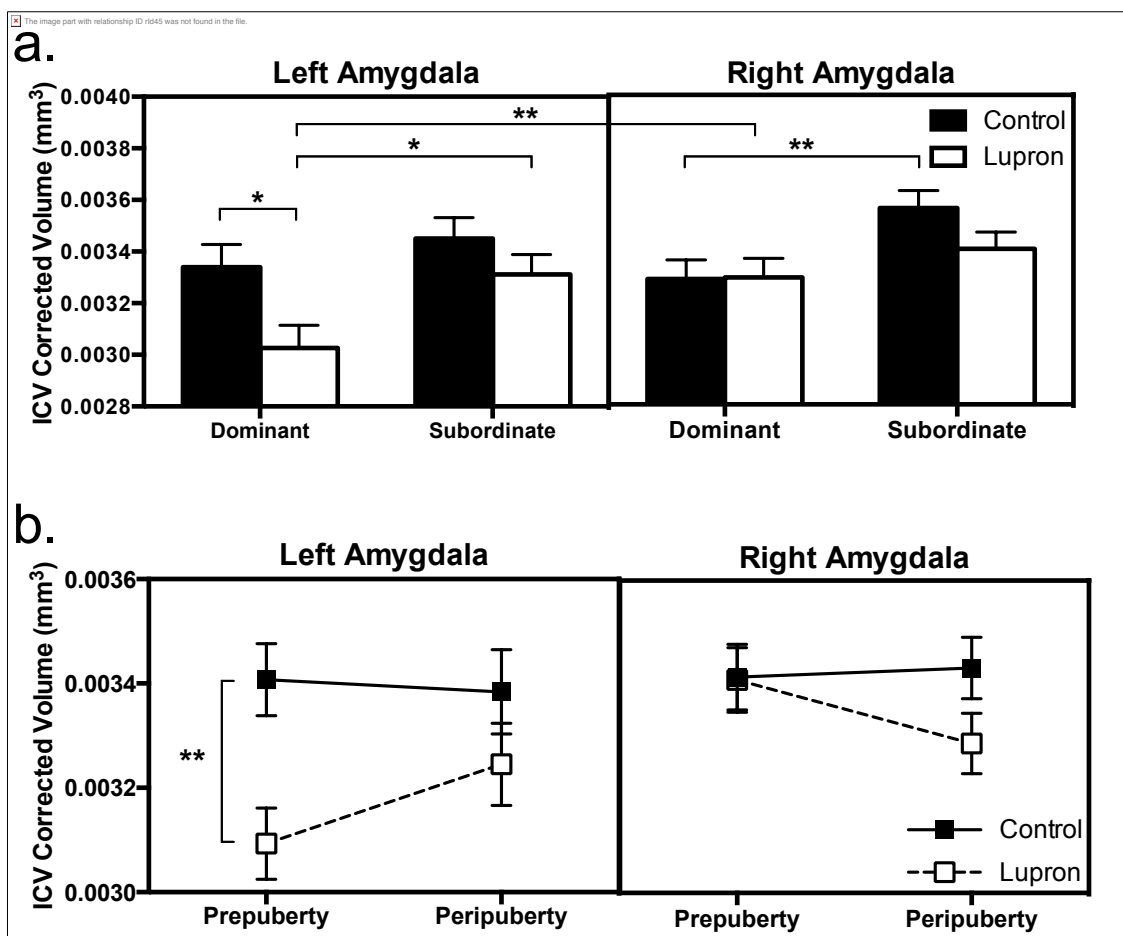 The image part with relationship ID rId45 was not found in the file.
a.
Left Amygdala
Right Amygdala
ICV Corrected Volume (mm³)
0.0040
0.0038
0.0036
0.0034
0.0032
0.0030
0.0028
**
*
**
*
Control
Lupron
Dominant
Subordinate
Dominant
Subordinate
b.
Left Amygdala
Right Amygdala
ICV Corrected Volume (mm³)
0.0036
0.0034
0.0032
0.0030
**
Control
Lupron
Prepuberty
Peripuberty
Prepuberty
Peripuberty